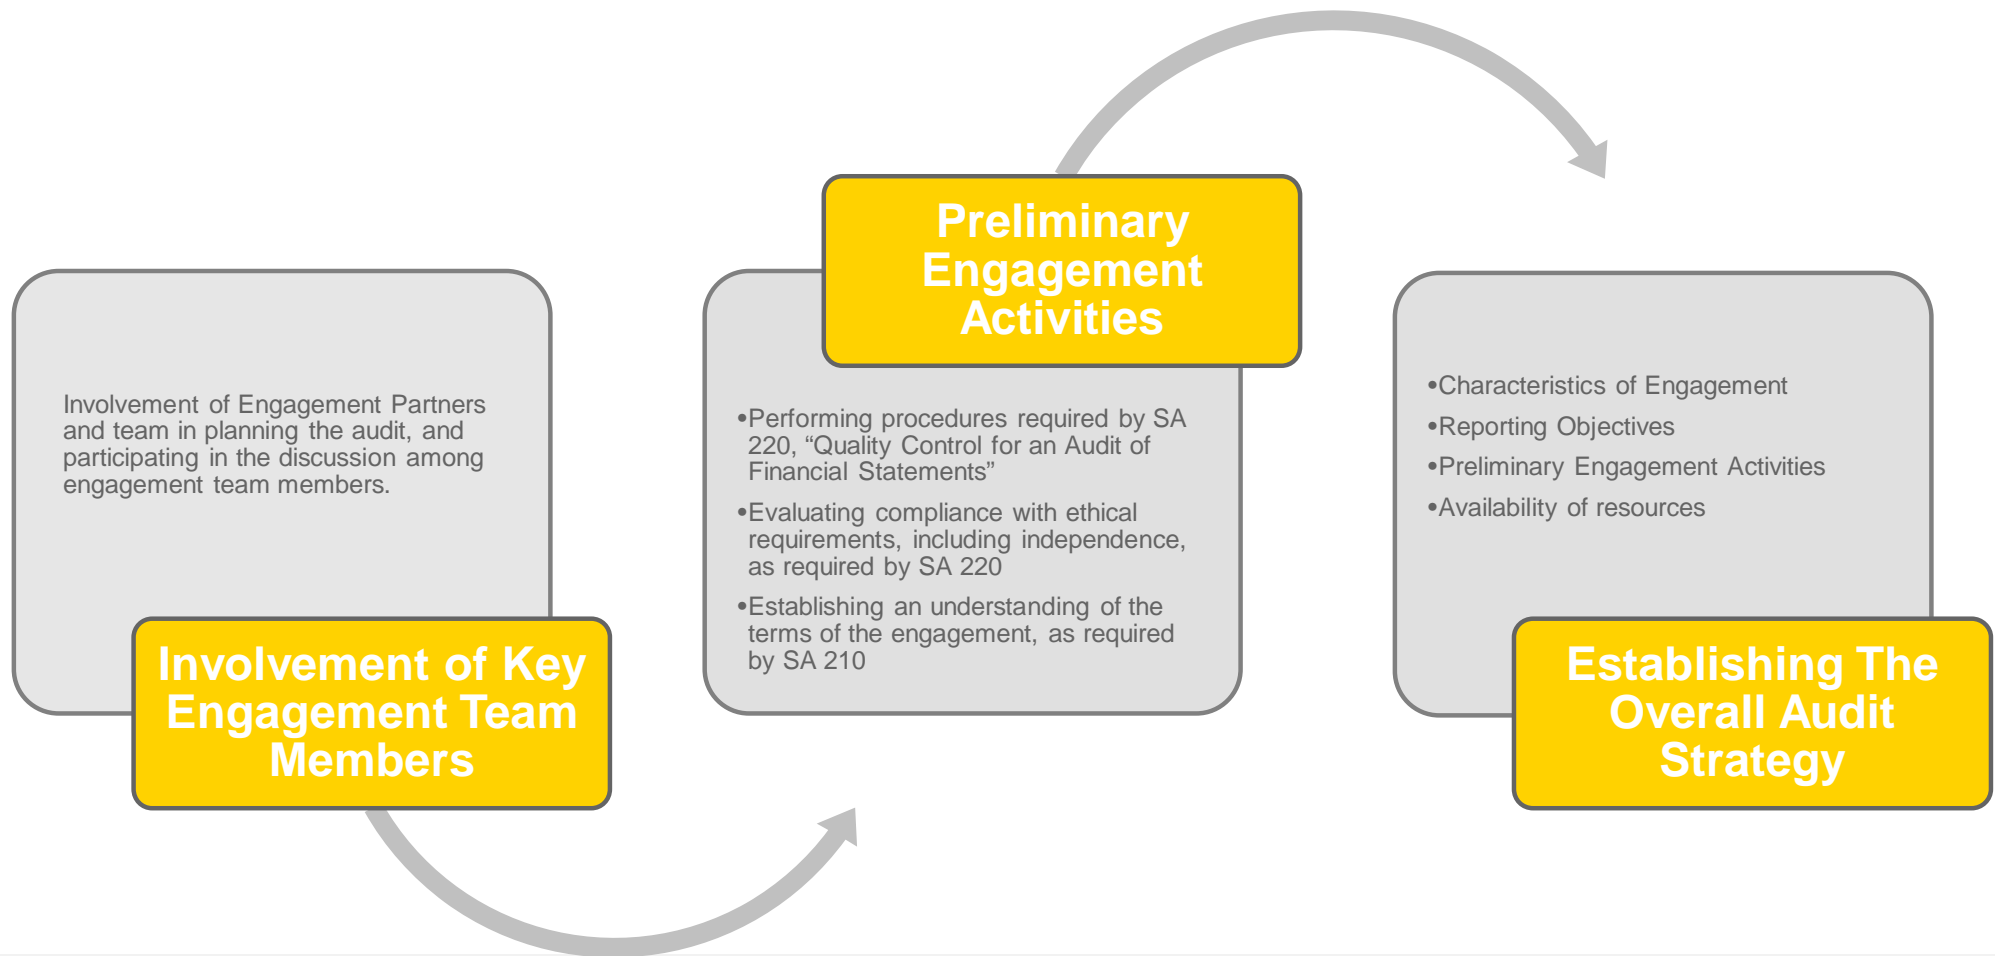 Involvement of Engagement Partners
and team in planning the audit, and
participating in the discussion among
engagement team members.
Involvement of Key
Engagement Team
Members
Preliminary
Engagement
Activities
•Performing procedures required by SA
220, “Quality Control for an Audit of
Financial Statements”
•Evaluating compliance with ethical
requirements, including independence,
as required by SA 220
•Establishing an understanding of the
terms of the engagement, as required
by SA 210
•Characteristics of Engagement
•Reporting Objectives
•Preliminary Engagement Activities
•Availability of resources
Establishing The
Overall Audit
Strategy